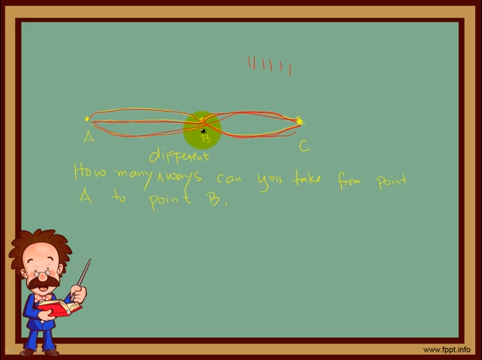 A
B
C
different
How many ways can you take from point
A to point B.
www.fppt.info